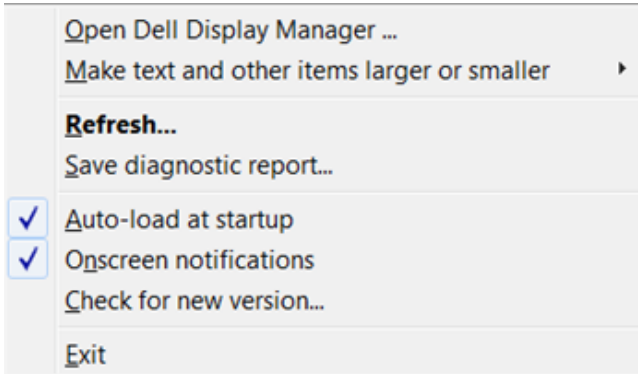 Open Dell Display Manager ...
Make text and other items larger or smaller
Refresh...
Save diagnostic report...
Auto-load at startup
Onscreen notifications
Check for new version...
Exit